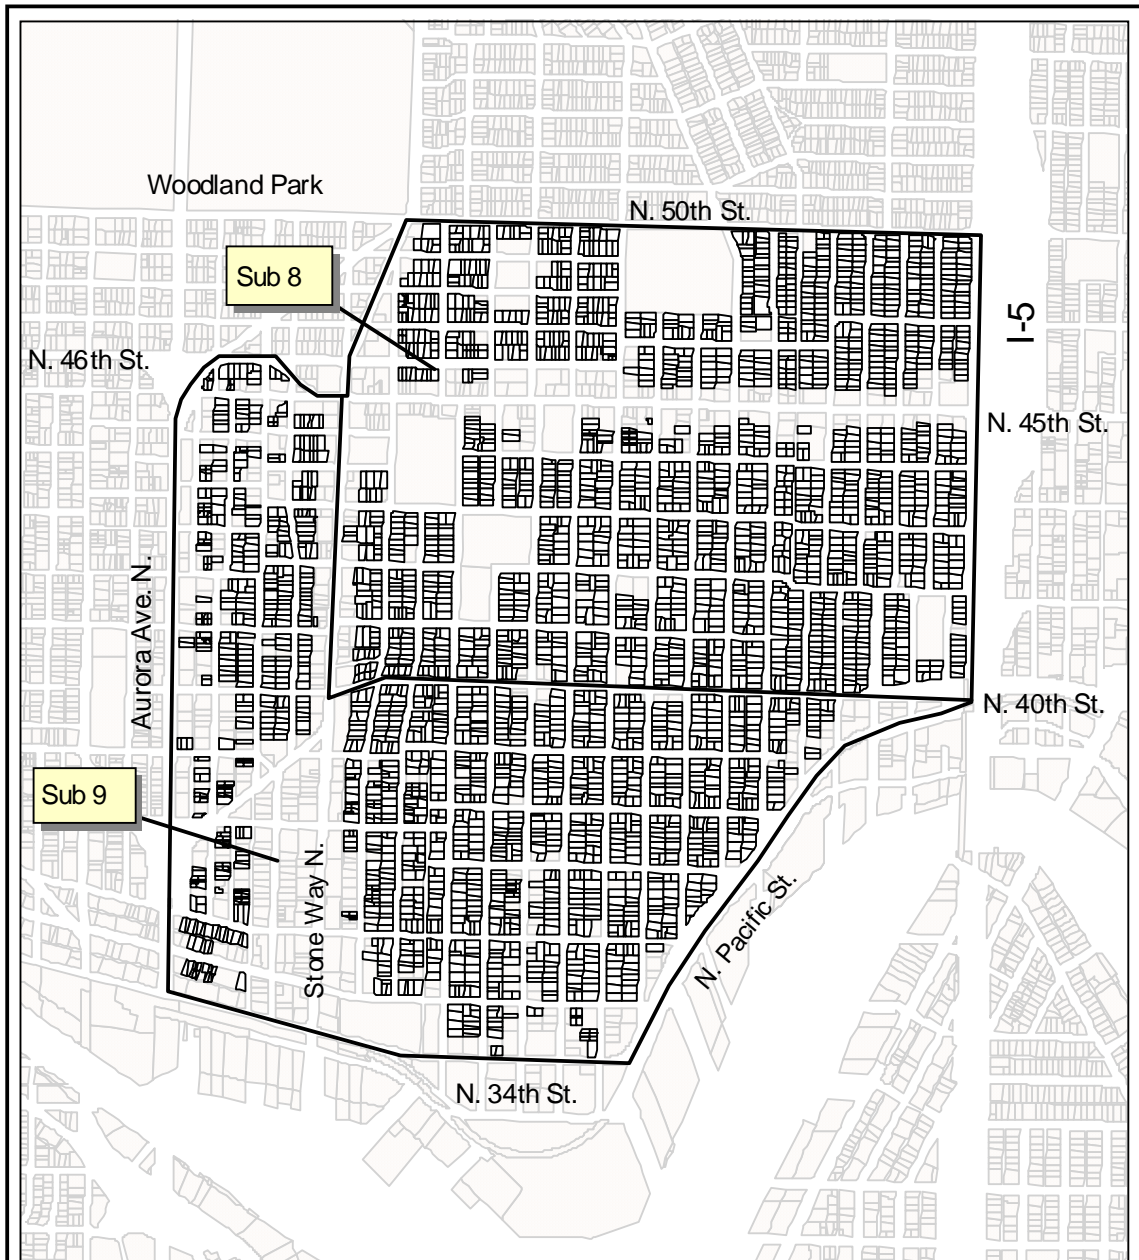 Woodland Park
N. 50th St.
Sub 8
I-5
N. 46th St.
N. 45th St.
Aurora Ave. N.
N. 40th St.
Sub 9
Stone Way N.
N. Pacific St.
N. 34th St.